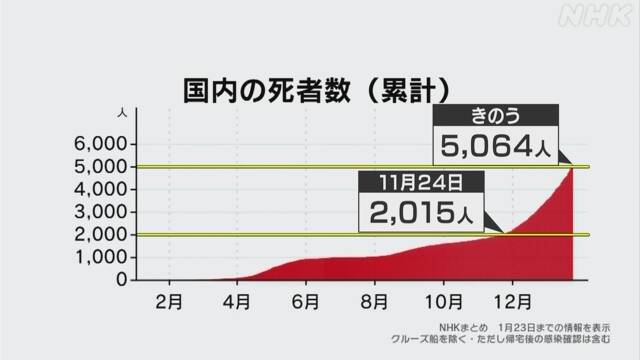 NHK
国内の死者数（累計）
人
きのう
5,064人
11月24日
2,015人
6,000
5,000
4,000
3,000
2,000
1,000
0
2月 4月 6月 8月 10月 12月
NHKまとめ 1月23日までの情報を表示
クルーズ船を除く・ただし帰宅後の感染確認は含む